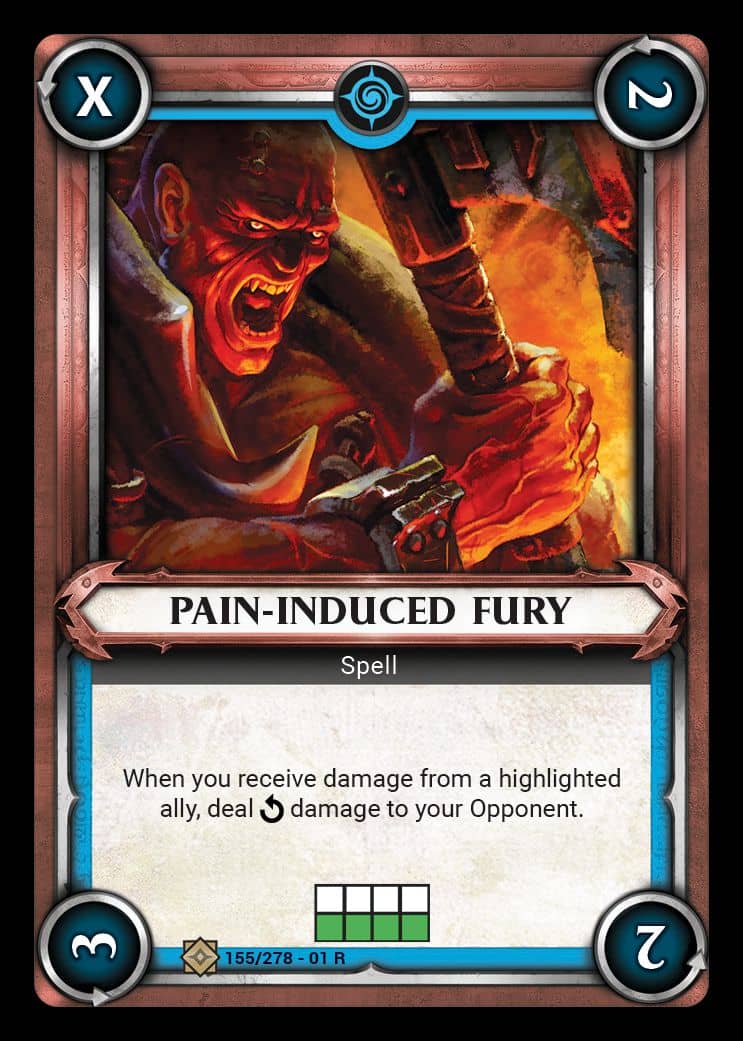 X
2
PAIN-INDUCED FURY
Spell
When you receive damage from a highlighted
ally, deal damage to your Opponent.
3
2
155/278 - 01 R